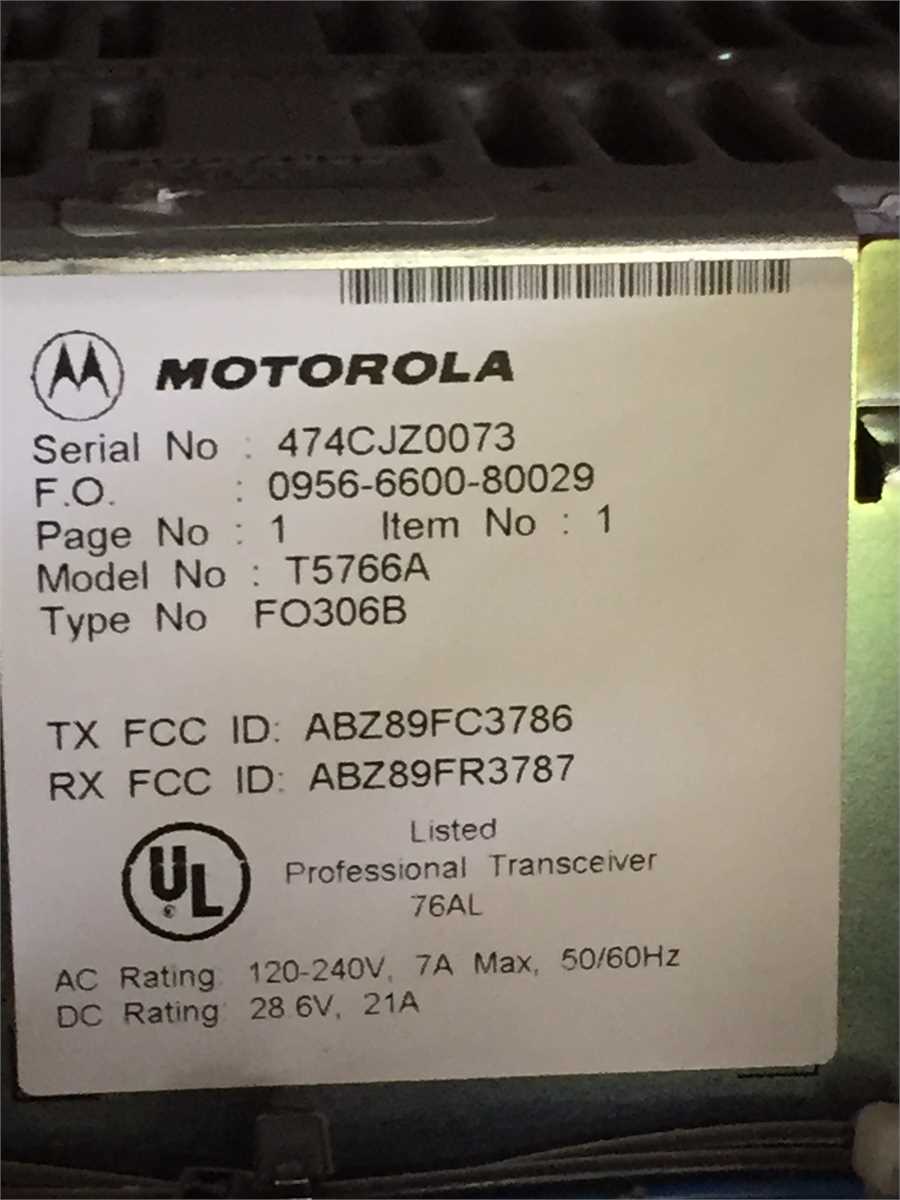 MOTOROLA
Serial No : 474CJZ0073
F.O. : 0956-6600-80029
Page No : 1 Item No : 1
Model No : T5766A
Type No FO306B
TX FCC ID: ABZ89FC3786
RX FCC ID: ABZ89FR3787
UL
Listed
Professional Transceiver
76AL
AC Rating: 120-240V, 7A Max, 50/60Hz
DC Rating: 28.6V, 21A